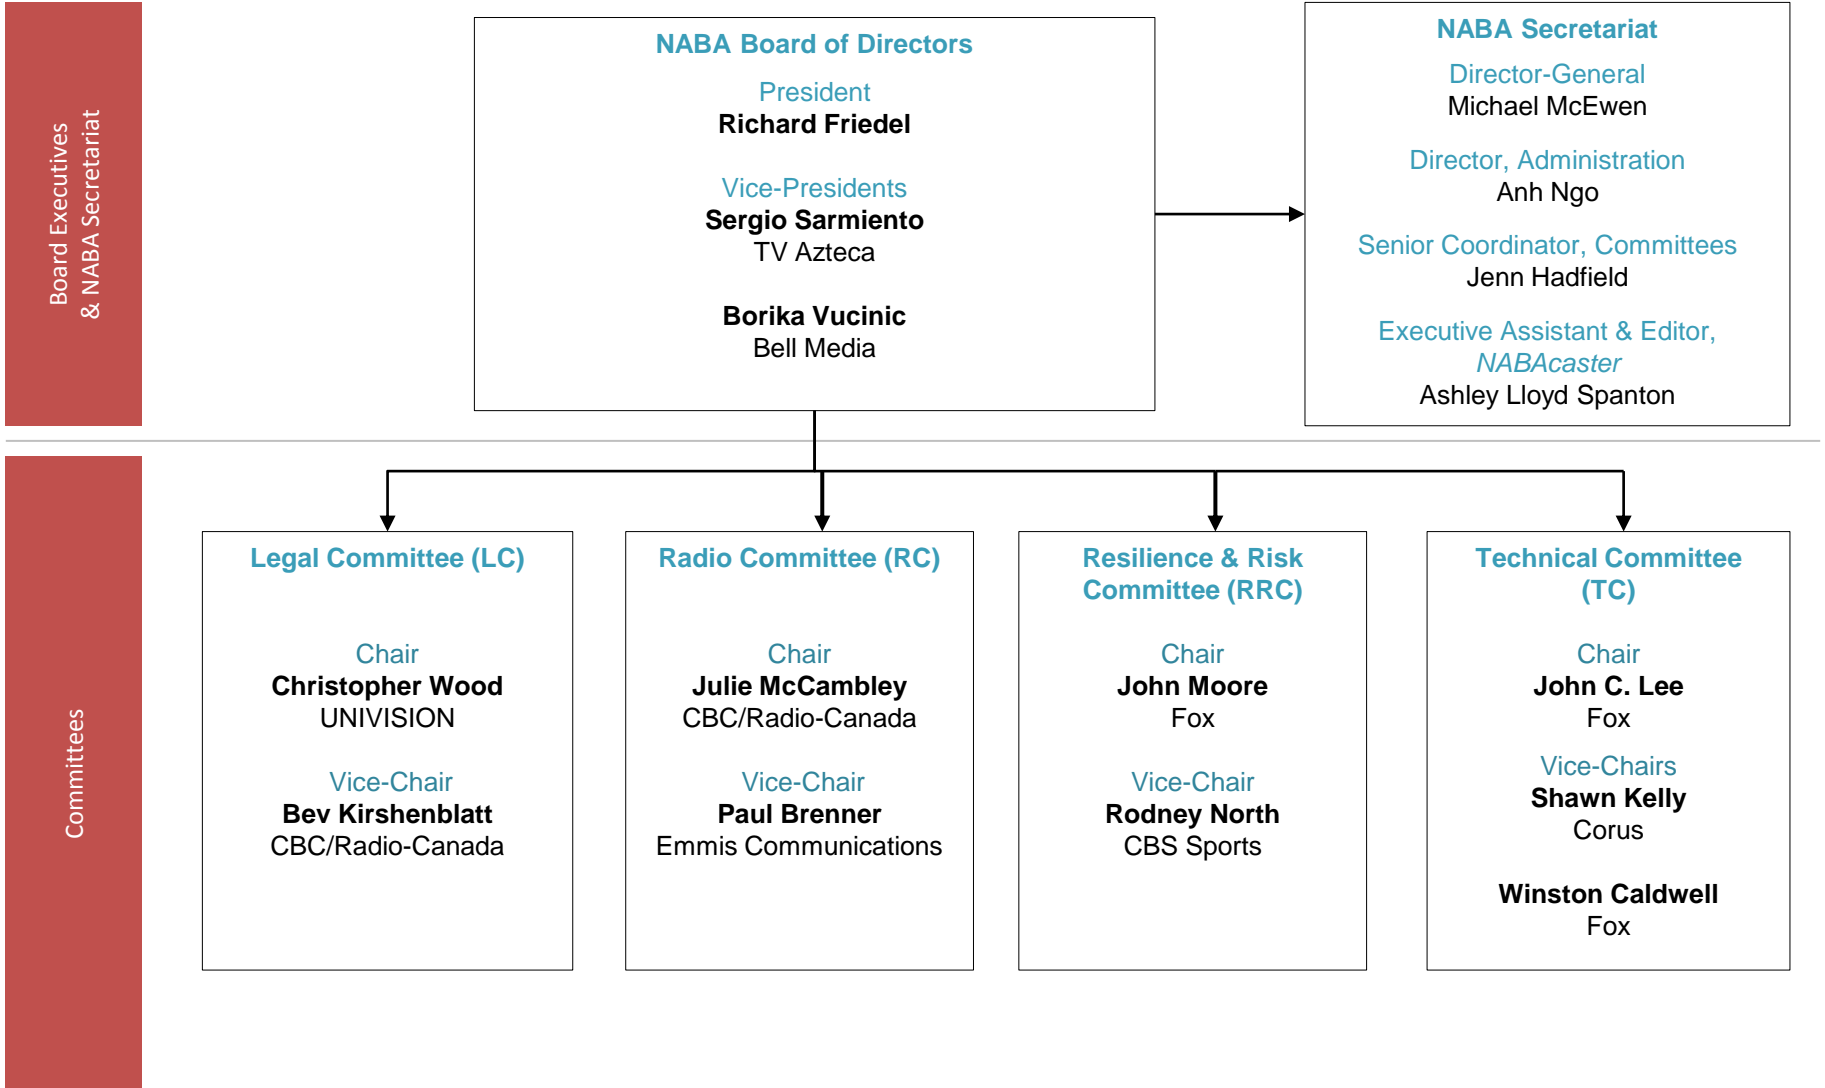 Board Executives
& NABA Secretariat
NABA Board of Directors
President
Richard Friedel
Vice-Presidents
Sergio Sarmiento
TV Azteca
Borika Vucinic
Bell Media
NABA Secretariat
Director-General
Michael McEwen
Director, Administration
Anh Ngo
Senior Coordinator, Committees
Jenn Hadfield
Executive Assistant & Editor,
NABAcaster
Ashley Lloyd Spanton
Committees
Legal Committee (LC)
Chair
Christopher Wood
UNIVISION
Vice-Chair
Bev Kirshenblatt
CBC/Radio-Canada
Radio Committee (RC)
Chair
Julie McCambley
CBC/Radio-Canada
Vice-Chair
Paul Brenner
Emmis Communications
Resilience & Risk
Committee (RRC)
Chair
John Moore
Fox
Vice-Chair
Rodney North
CBS Sports
Technical Committee
(TC)
Chair
John C. Lee
Fox
Vice-Chairs
Shawn Kelly
Corus
Winston Caldwell
Fox